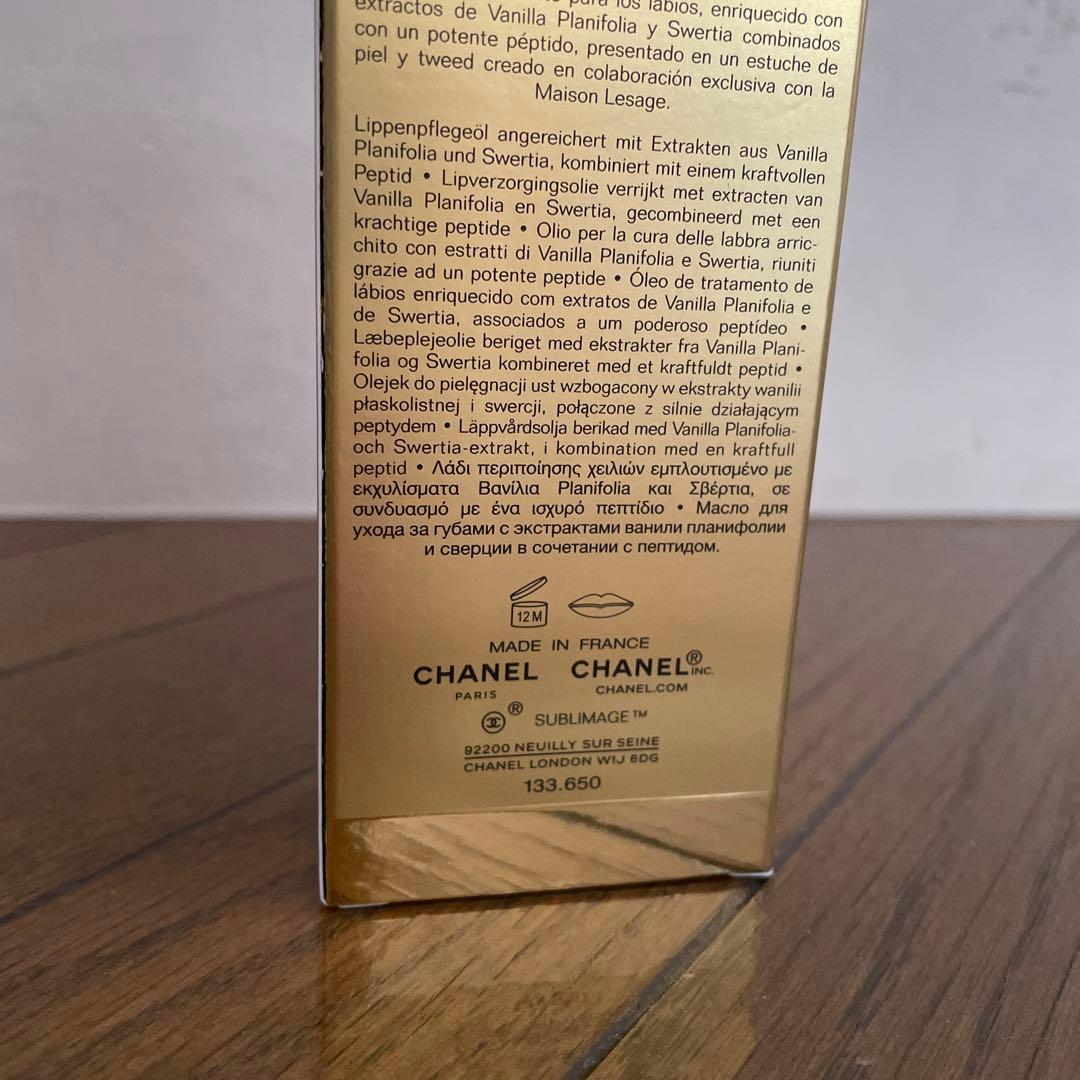 para los labios, enriquecido con
extractos de Vanilla Planifolia y Swertia combinados
con un potente péptido, presentado en un estuche de
piel y tweed creado en colaboración exclusiva con la
Maison Lesage.
Lippenpflegeöl angereichert mit Extrakten aus Vanilla
Planifolia und Swertia, kombiniert mit einem kraftvollen
Peptid • Lipverzorgingsolie verrijkt met extracten van
Vanilla Planifolia en Swertia, gecombineerd met een
krachtige peptide • Olio per la cura delle labbra arric-
chito con estratti di Vanilla Planifolia e Swertia, riuniti
grazie ad un potente peptide • Óleo de tratamento de
lábios enriquecido com extratos de Vanilla Planifolia e
de Swertia, associados a um poderoso peptídeo •
Læbeplejeolie beriget med ekstrakter fra Vanilla Plani-
folia og Swertia kombineret med et kraftfuldt peptid •
Olejek do pielęgnacji ust wzbogacony w ekstrakty wanilii
płaskolistnej i swercji, połączone z silnie działającym
peptydem • Läppvårdsolja berikad med Vanilla Planifolia-
och Swertia-extrakt, i kombination med en kraftfull
peptid • Λάδι περιποίησης χειλιών εμπλουτισμένο με
εκχυλίσματα Βανίλια Planifolia και Σβέρτια, σε
συνδυασμό με ένα ισχυρό πεπτίδιο • Масло для
ухода за губами с экстрактами ванили планифолии
и сверции в сочетании с пептидом.
12 M
MADE IN FRANCE
CHANEL CHANEL® INC.
PARIS CHANEL.COM
® SUBLIMAGE™
92200 NEUILLY SUR SEINE
CHANEL LONDON W1J 6DG
133.650